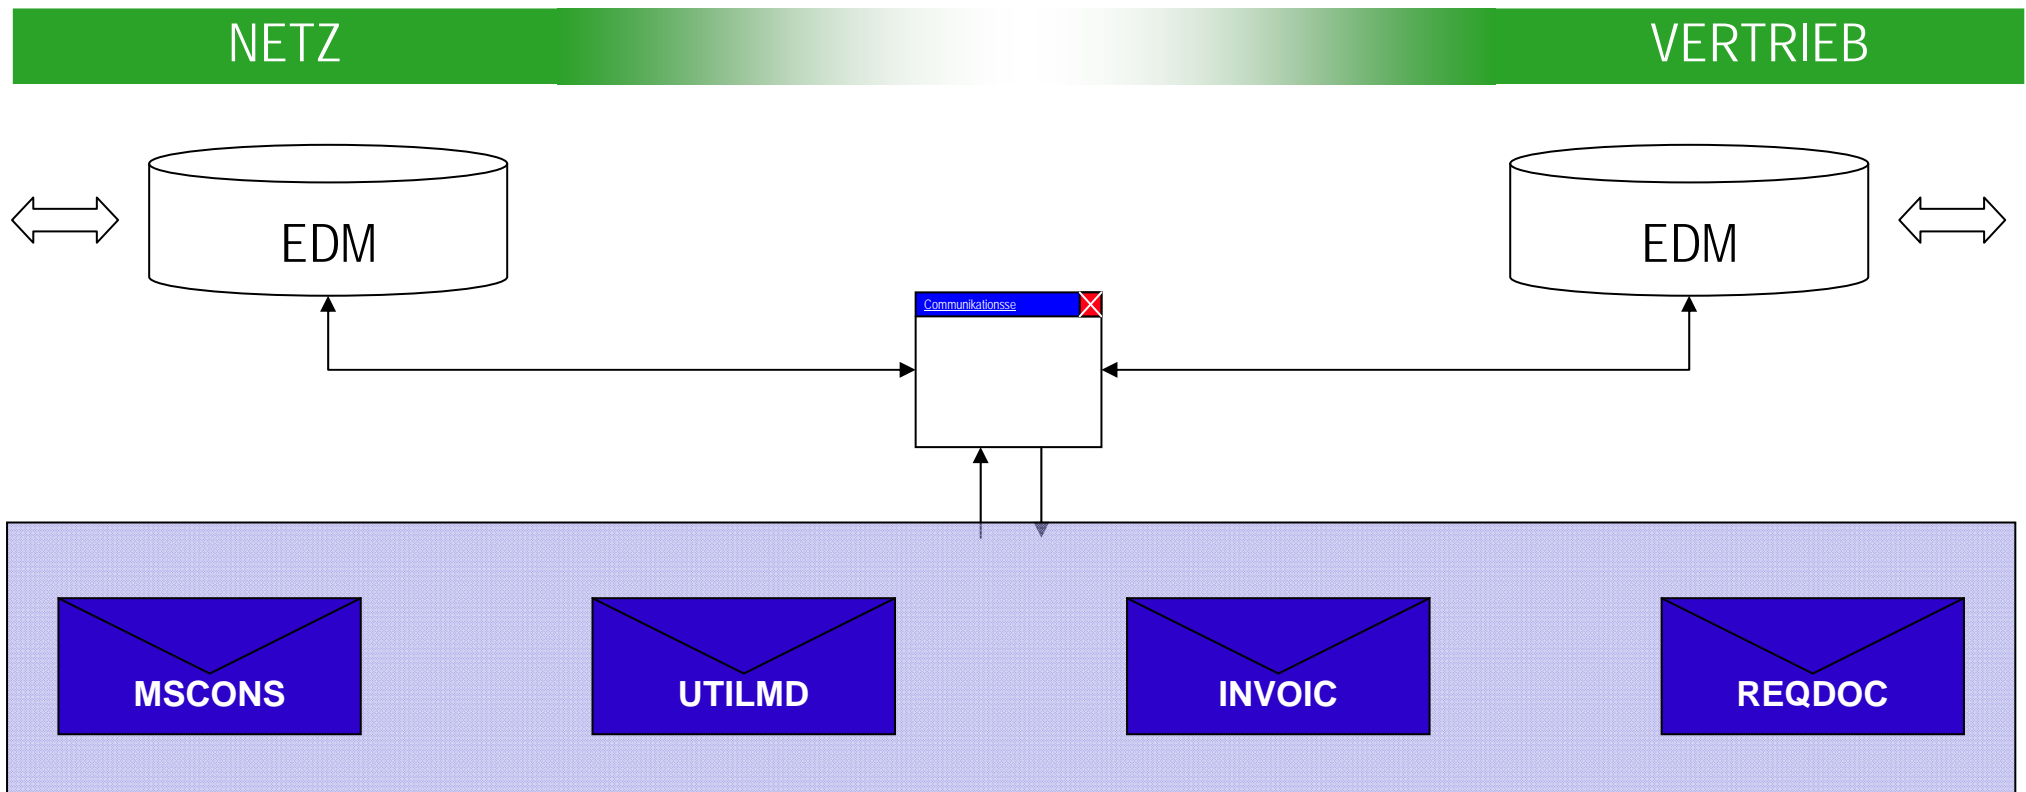 NETZ
VERTRIEB
EDM
EDM
Communikationsse
MSCONS
UTILMD
INVOIC
REQDOC